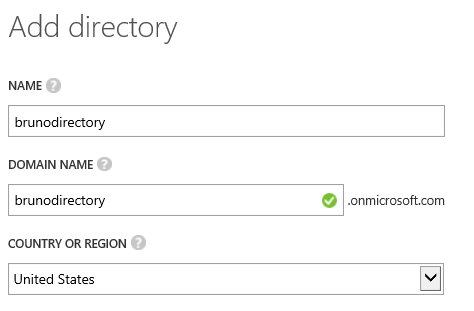 Add directory
NAME ?
brunodirectory
DOMAIN NAME ?
brunodirectory .onmicrosoft.com
COUNTRY OR REGION ?
United States